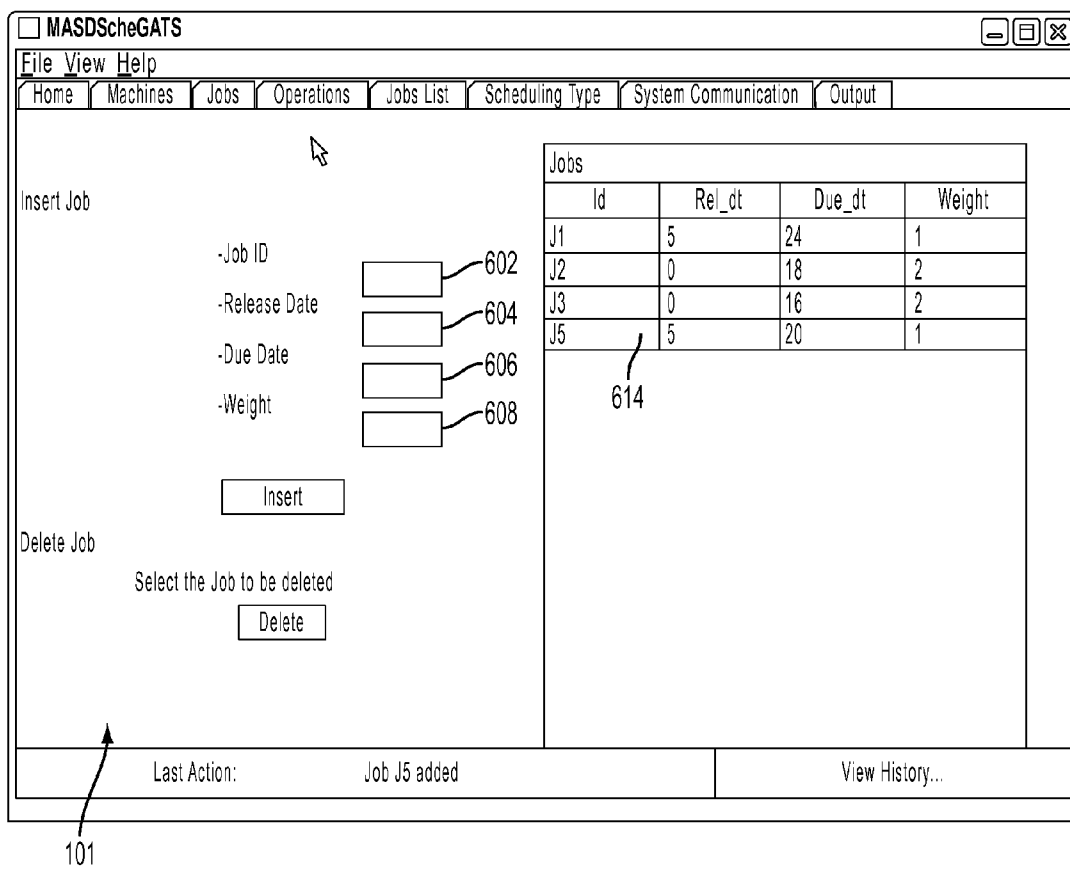 MASDScheGATS
File View Help
Home Machines Jobs Operations Jobs List Scheduling Type System Communication Output
Insert Job
-Job ID
602
-Release Date
604
-Due Date
606
-Weight
608
Insert
Delete Job
Select the Job to be deleted
Delete
Jobs
Id Rel_dt Due_dt Weight
J1 5 24 1
J2 0 18 2
J3 0 16 2
J5 5 20 1
614
Last Action: Job J5 added View History...
101